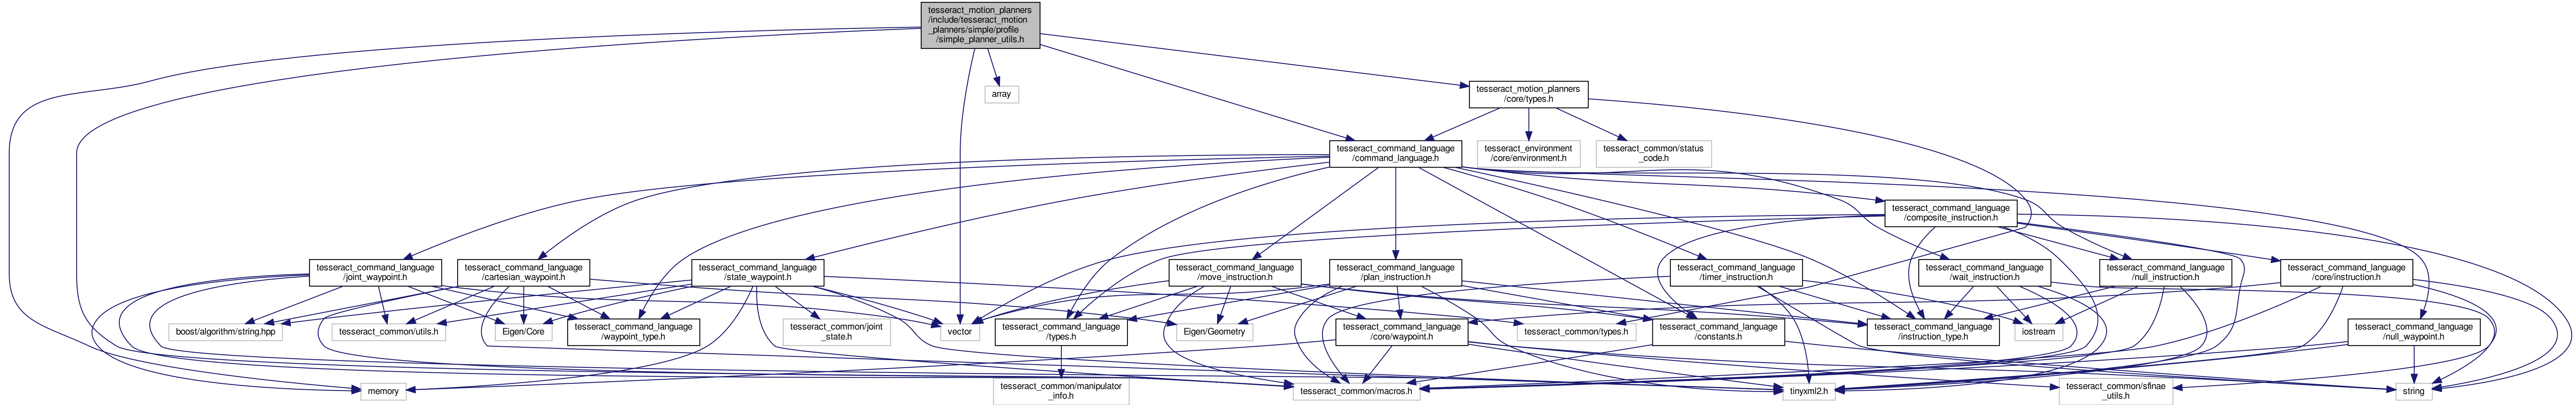 tesseract_motion_planners
/include/tesseract_motion
_planners/simple/profile
/simple_planner_utils.h
array
tesseract_motion_planners
/core/types.h
tesseract_command_language
/command_language.h
tesseract_environment
/core/environment.h
tesseract_common/status
_code.h
tesseract_command_language
/composite_instruction.h
tesseract_command_language
/joint_waypoint.h
tesseract_command_language
/cartesian_waypoint.h
tesseract_command_language
/state_waypoint.h
tesseract_command_language
/move_instruction.h
tesseract_command_language
/plan_instruction.h
tesseract_command_language
/timer_instruction.h
tesseract_command_language
/wait_instruction.h
tesseract_command_language
/null_instruction.h
tesseract_command_language
/core/instruction.h
boost/algorithm/string.hpp
tesseract_common/utils.h
Eigen/Core
tesseract_command_language
/waypoint_type.h
tesseract_common/joint
_state.h
vector
tesseract_command_language
/types.h
Eigen/Geometry
tesseract_command_language
/core/waypoint.h
tesseract_common/types.h
tesseract_command_language
/constants.h
tesseract_command_language
/instruction_type.h
iostream
tesseract_command_language
/null_waypoint.h
memory
tesseract_common/manipulator
_info.h
tesseract_common/macros.h
tinyxml2.h
tesseract_common/sfinae
_utils.h
string